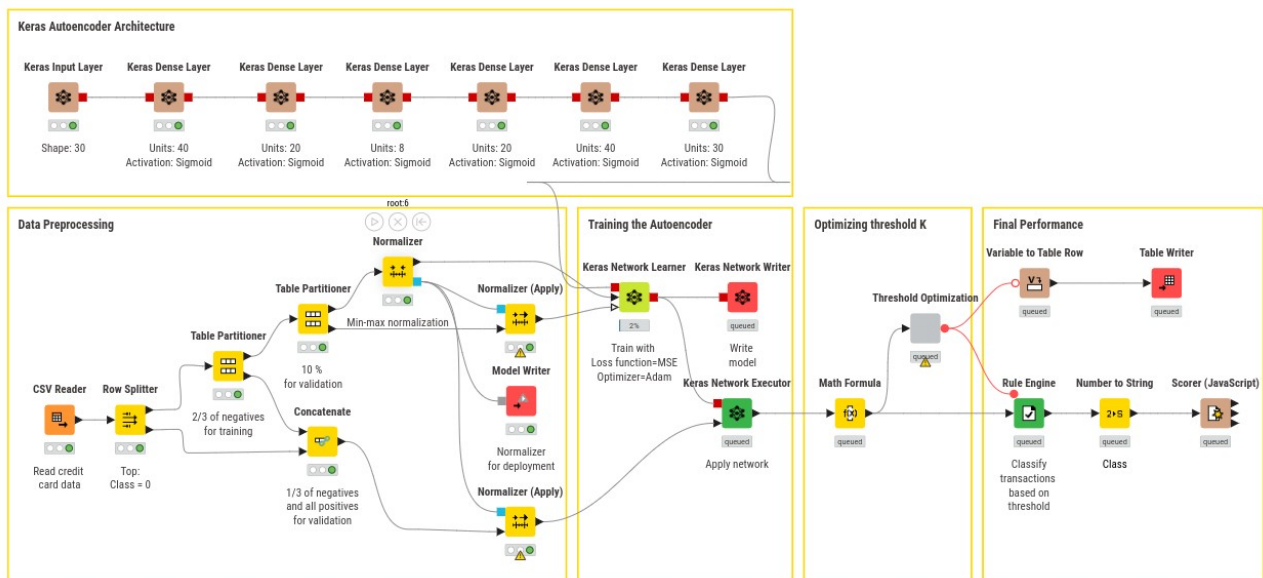 Keras Autoencoder Architecture
Keras Input Layer
Keras Dense Layer
Keras Dense Layer
Keras Dense Layer
Keras Dense Layer
Keras Dense Layer
Keras Dense Layer
Shape: 30
Units: 40
Activation: Sigmoid
Units: 20
Activation: Sigmoid
Units: 8
Activation: Sigmoid
Units: 20
Activation: Sigmoid
Units: 40
Activation: Sigmoid
Units: 30
Activation: Sigmoid
root:6
Data Preprocessing
Normalizer
Table Partitioner
Min-max normalization
Normalizer (Apply)
10 %
for validation
Table Partitioner
2/3 of negatives
for training
Model Writer
Normalizer
for deployment
CSV Reader
Read credit
card data
Row Splitter
Top:
Class = 0
Concatenate
1/3 of negatives
and all positives
for validation
Normalizer (Apply)
Training the Autoencoder
Keras Network Learner
2%
Train with
Loss function=MSE
Optimizer=Adam
Keras Network Writer
queued
Write
model
Keras Network Executor
queued
Apply network
Optimizing threshold K
Threshold Optimization
queued
Math Formula
f(x)
queued
Final Performance
Variable to Table Row
V
queued
Table Writer
queued
Rule Engine
queued
Classify
transactions
based on
threshold
Number to String
2▸S
queued
Class
Scorer (JavaScript)
queued